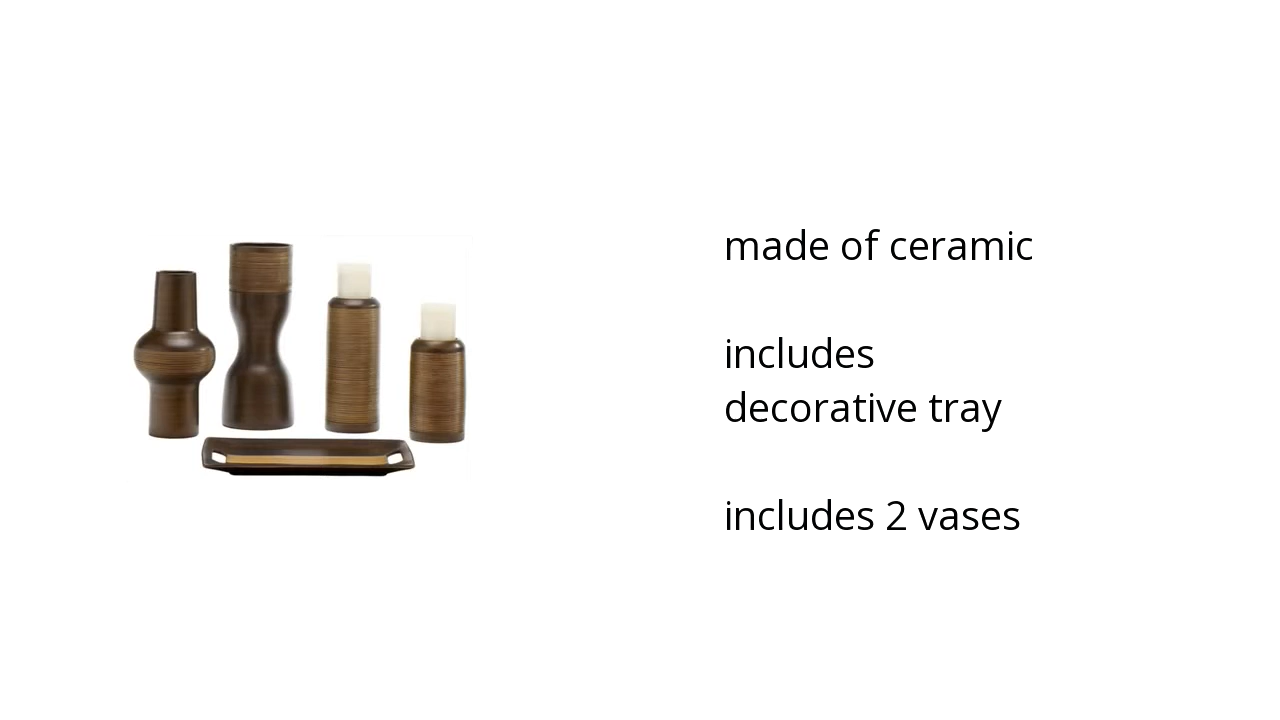 made of ceramic
includes
decorative tray
includes 2 vases